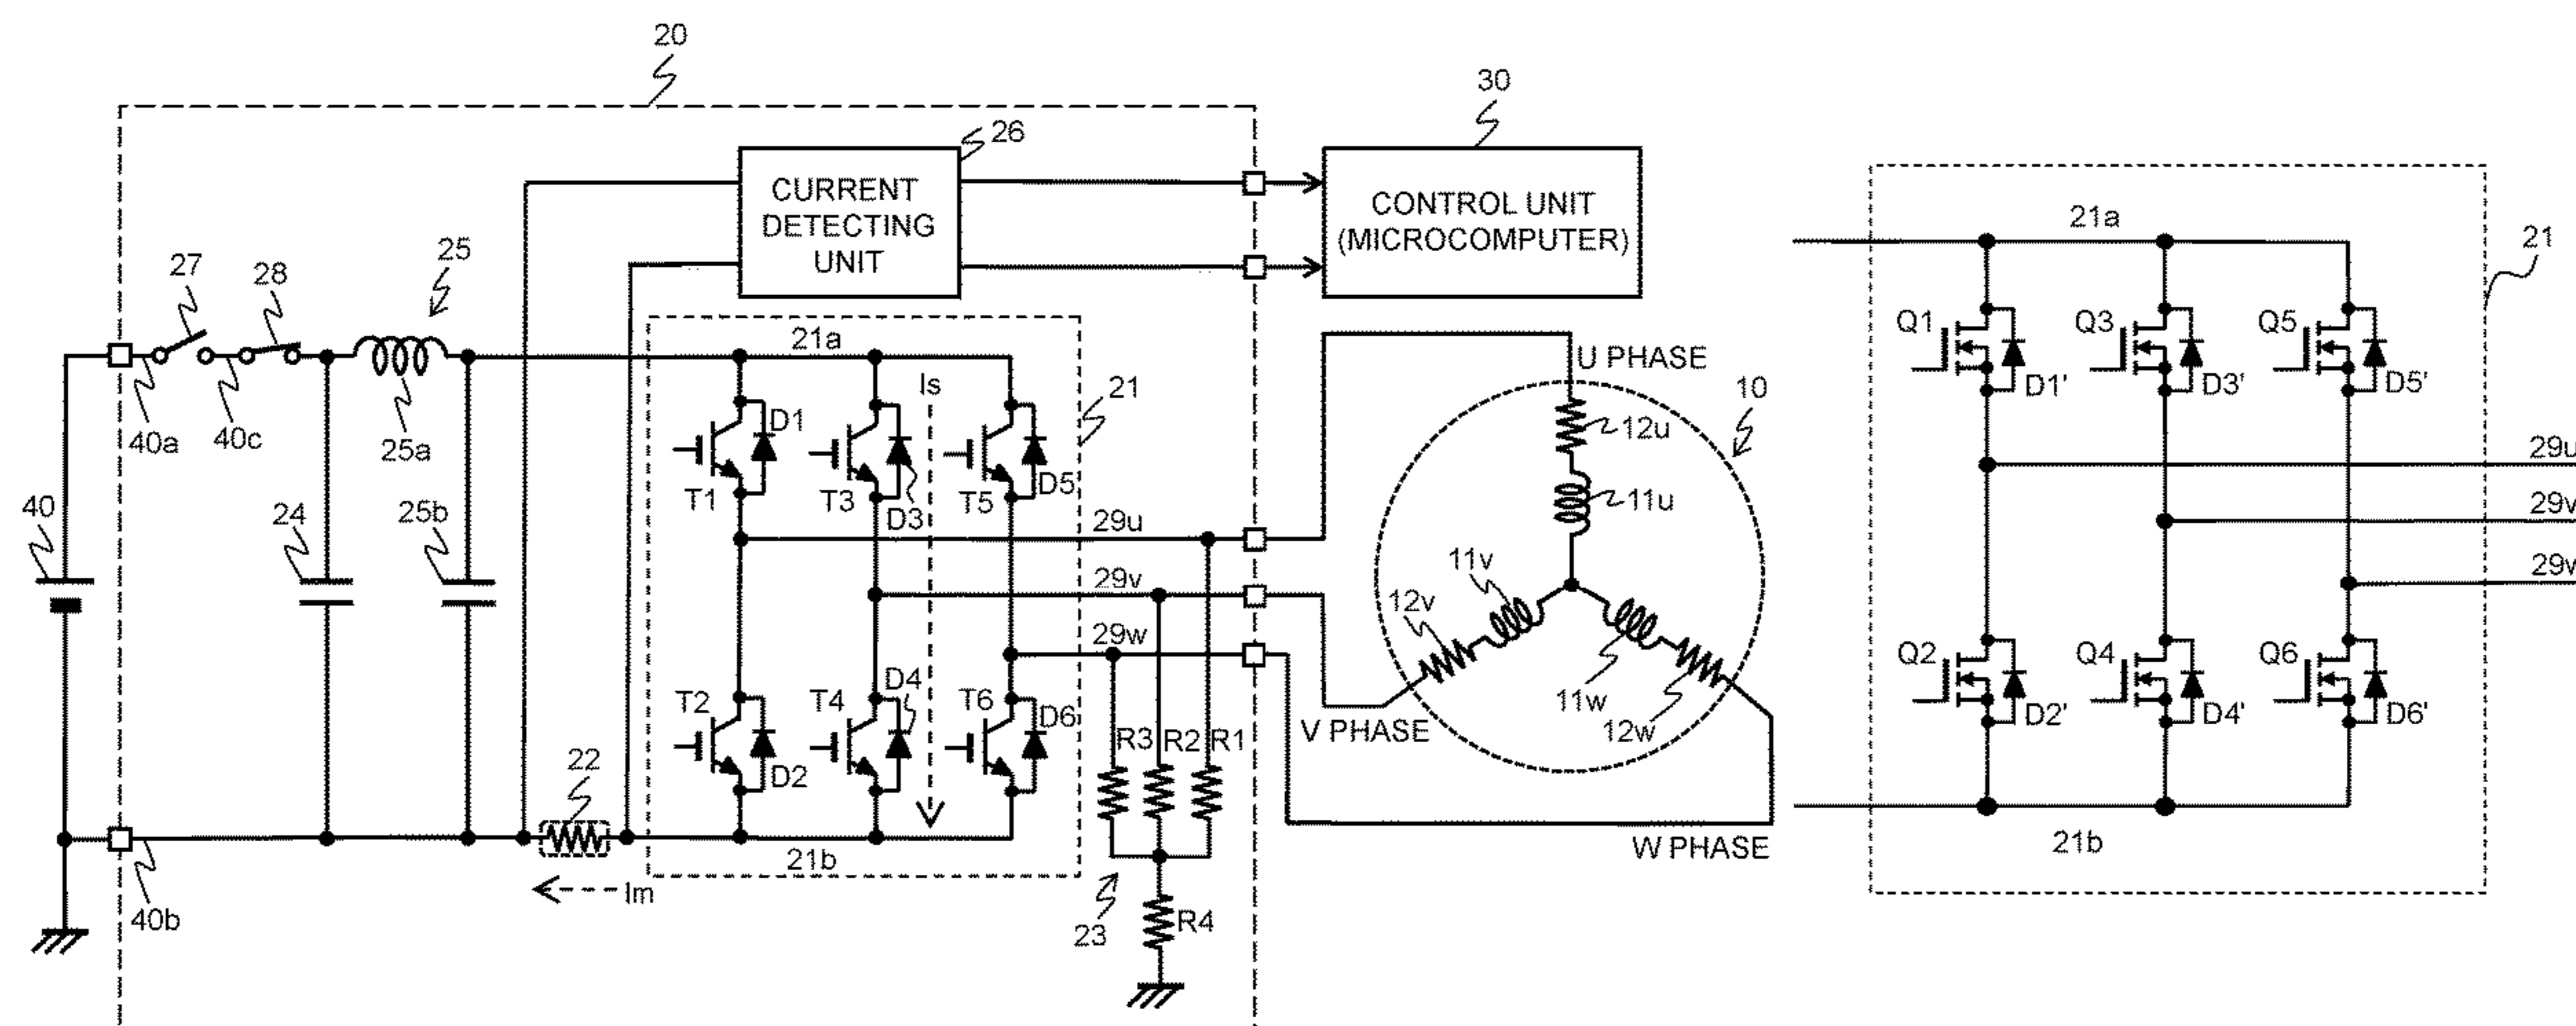 20
30
26
CURRENT
DETECTING
UNIT
CONTROL UNIT
(MICROCOMPUTER)
27
28
25
40a
40c
25a
21a
Is
21
U PHASE
10
D1
T1
T3
D3
T5
D5
12u
11u
40
24
25b
29u
29v
29w
11v
12v
11w
12w
V PHASE
W PHASE
T2
D2
T4
D4
T6
D6
R3
R2
R1
22
21b
Im
40b
23
R4
21a
21
Q1
D1'
Q3
D3'
Q5
D5'
29u
29v
29w
Q2
D2'
Q4
D4'
Q6
D6'
21b